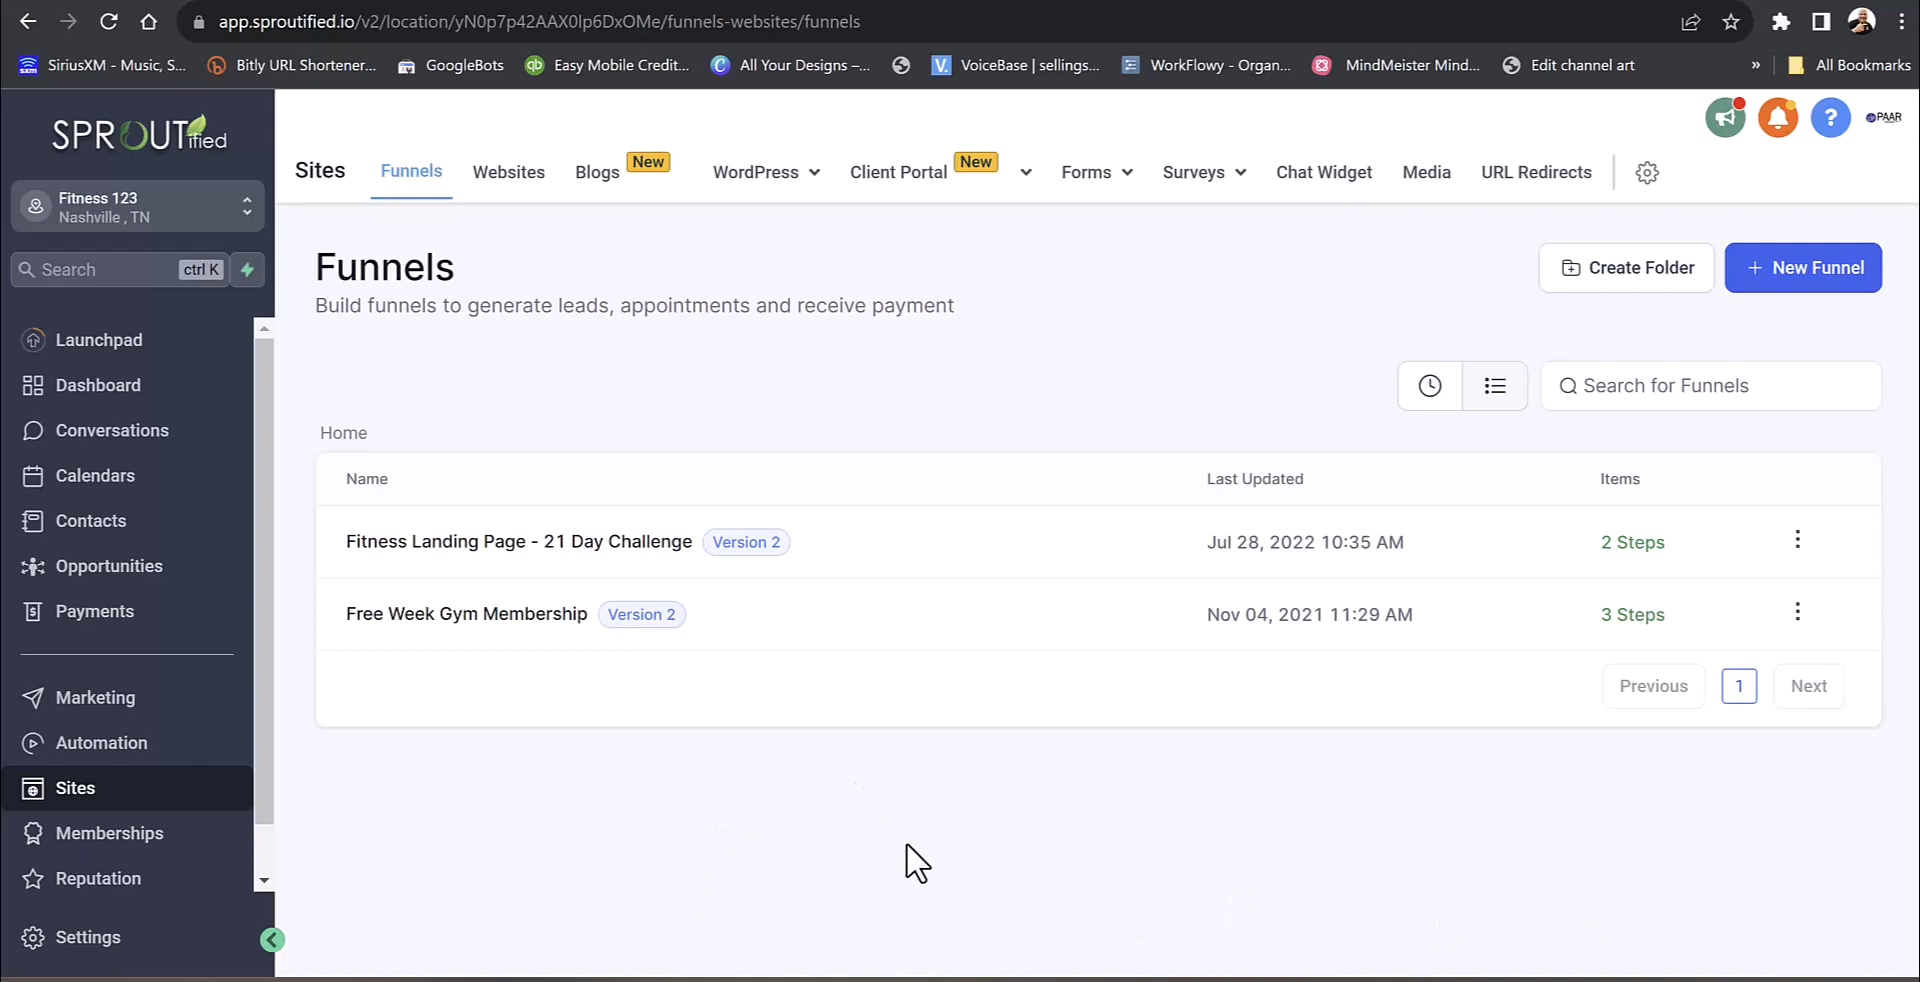 app.sproutified.io/v2/location/yN0p7p42AAX0lp6DxOMe/funnels-websites/funnels
SiriusXM - Music, S...
Bitly URL Shortener...
GoogleBots
Easy Mobile Credit...
All Your Designs –...
VoiceBase | sellings...
WorkFlowy - Organ...
MindMeister Mind...
Edit channel art
»
All Bookmarks
SPROUTified
PAAR
Fitness 123
Nashville , TN
Search
ctrl K
Launchpad
Dashboard
Conversations
Calendars
Contacts
Opportunities
Payments
Marketing
Automation
Sites
Memberships
Reputation
Settings
Sites
Funnels
Websites
Blogs
New
WordPress
Client Portal
New
Forms
Surveys
Chat Widget
Media
URL Redirects
Funnels
Build funnels to generate leads, appointments and receive payment
Create Folder
+ New Funnel
Search for Funnels
Home
Name
Last Updated
Items
Fitness Landing Page - 21 Day Challenge
Version 2
Jul 28, 2022 10:35 AM
2 Steps
Free Week Gym Membership
Version 2
Nov 04, 2021 11:29 AM
3 Steps
Previous
1
Next